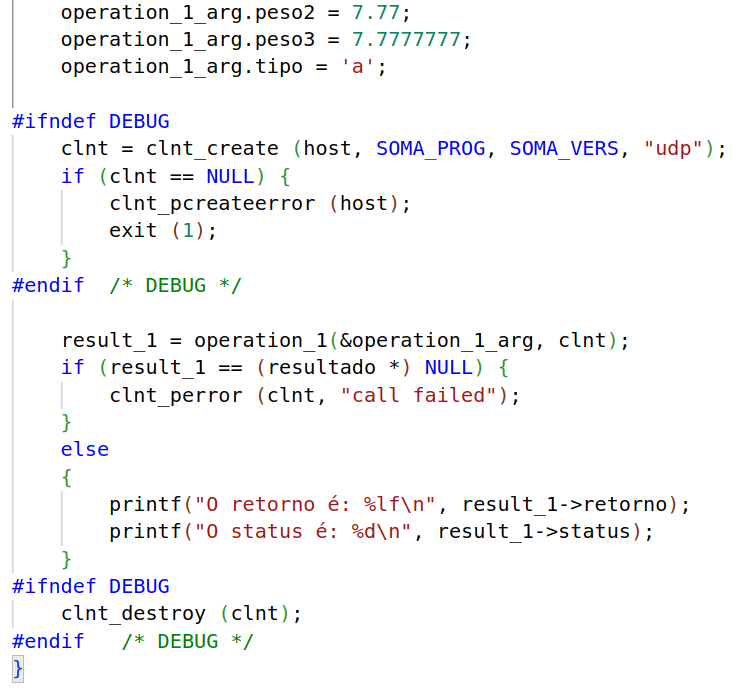 operation_1_arg.peso2 = 7.77;
    operation_1_arg.peso3 = 7.7777777;
    operation_1_arg.tipo = 'a';

#ifndef DEBUG
    clnt = clnt_create (host, SOMA_PROG, SOMA_VERS, "udp");
    if (clnt == NULL) {
        clnt_pcreateerror (host);
        exit (1);
    }
#endif  /* DEBUG */

    result_1 = operation_1(&operation_1_arg, clnt);
    if (result_1 == (resultado *) NULL) {
        clnt_perror (clnt, "call failed");
    }
    else
    {
        printf("O retorno é: %lf\n", result_1->retorno);
        printf("O status é: %d\n", result_1->status);
    }
#ifndef DEBUG
    clnt_destroy (clnt);
#endif   /* DEBUG */
}